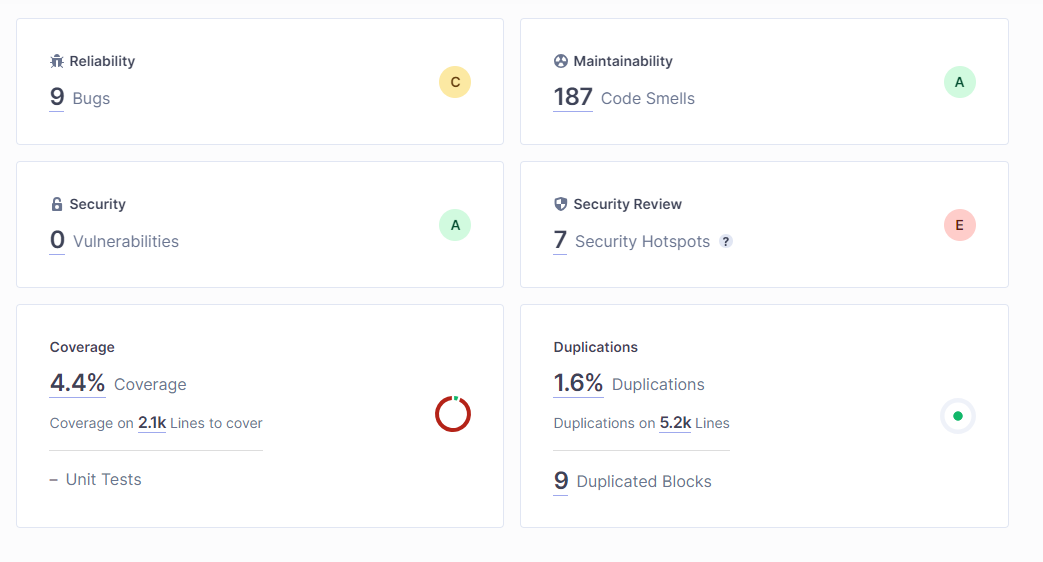 Reliability
9 Bugs
C
Maintainability
187 Code Smells
A
Security
0 Vulnerabilities
A
Security Review
7 Security Hotspots ?
E
Coverage
4.4% Coverage
Coverage on 2.1k Lines to cover
– Unit Tests
Duplications
1.6% Duplications
Duplications on 5.2k Lines
9 Duplicated Blocks